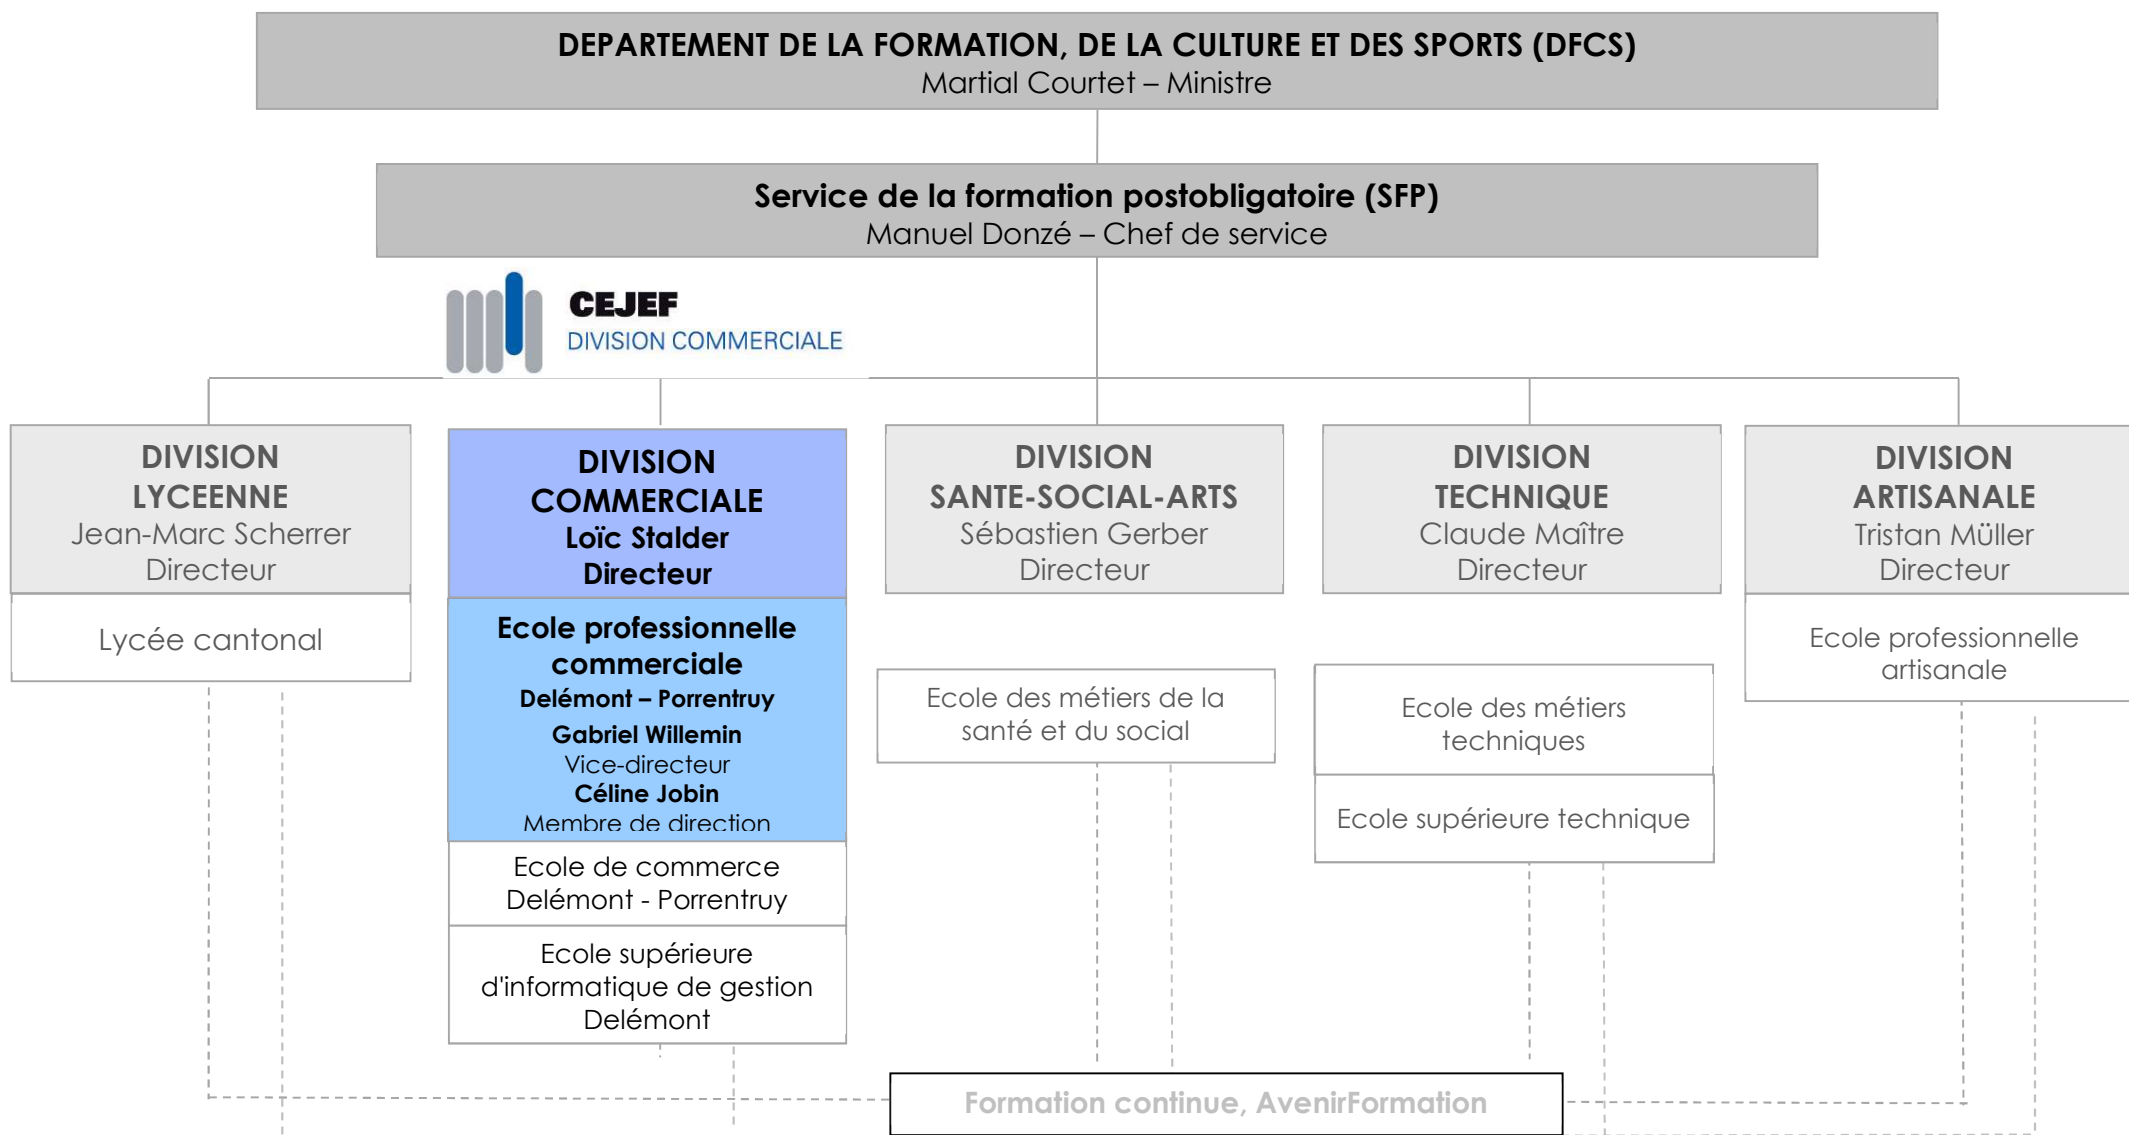 DEPARTEMENT DE LA FORMATION, DE LA CULTURE ET DES SPORTS (DFCS)
Martial Courtet – Ministre
Service de la formation postobligatoire (SFP)
Manuel Donzé – Chef de service
CEJEF
DIVISION COMMERCIALE
DIVISION
LYCEENNE
Jean-Marc Scherrer
Directeur
Lycée cantonal
DIVISION
COMMERCIALE
Loïc Stalder
Directeur
Ecole professionnelle
commerciale
Delémont – Porrentruy
Gabriel Willemin
Vice-directeur
Céline Jobin
Membre de direction
Ecole de commerce
Delémont - Porrentruy
Ecole supérieure
d'informatique de gestion
Delémont
DIVISION
SANTE-SOCIAL-ARTS
Sébastien Gerber
Directeur
Ecole des métiers de la
santé et du social
DIVISION
TECHNIQUE
Claude Maître
Directeur
Ecole des métiers
techniques
Ecole supérieure technique
DIVISION
ARTISANALE
Tristan Müller
Directeur
Ecole professionnelle
artisanale
Formation continue, AvenirFormation